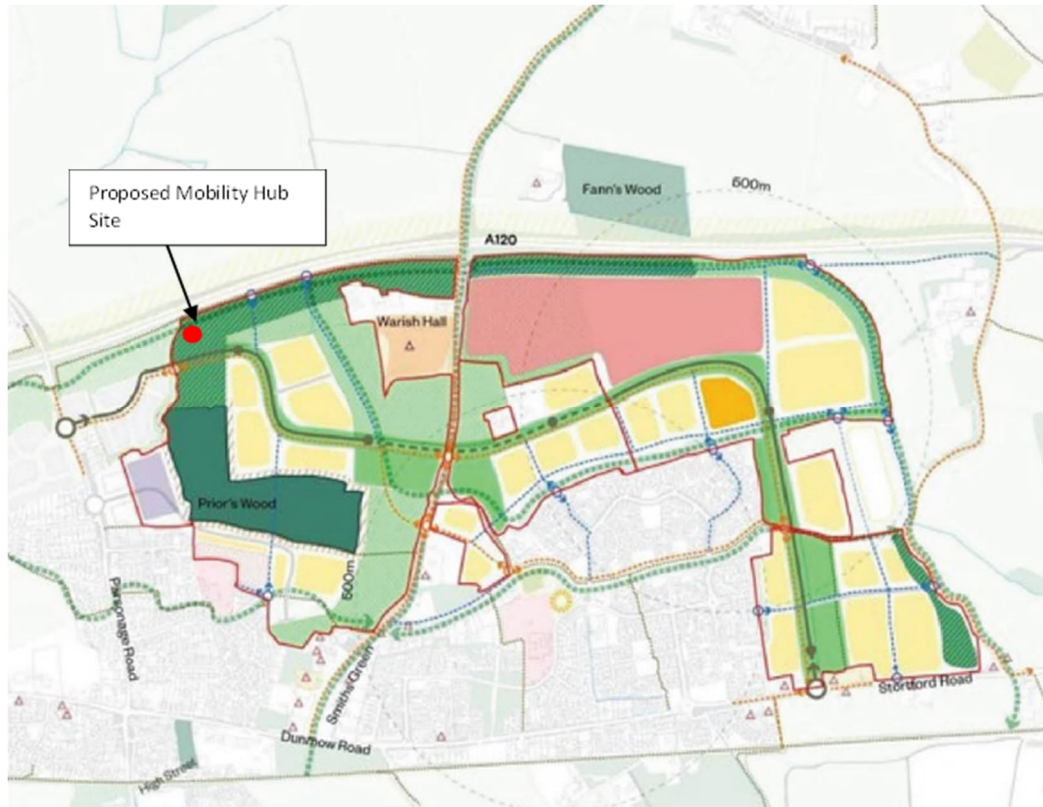 Proposed Mobility Hub
Site
Fann's Wood
600m
A120
Warish Hall
Prior's Wood
600m
Parsonage Road
Smiths Green
Stortford Road
Dunmow Road
High Street